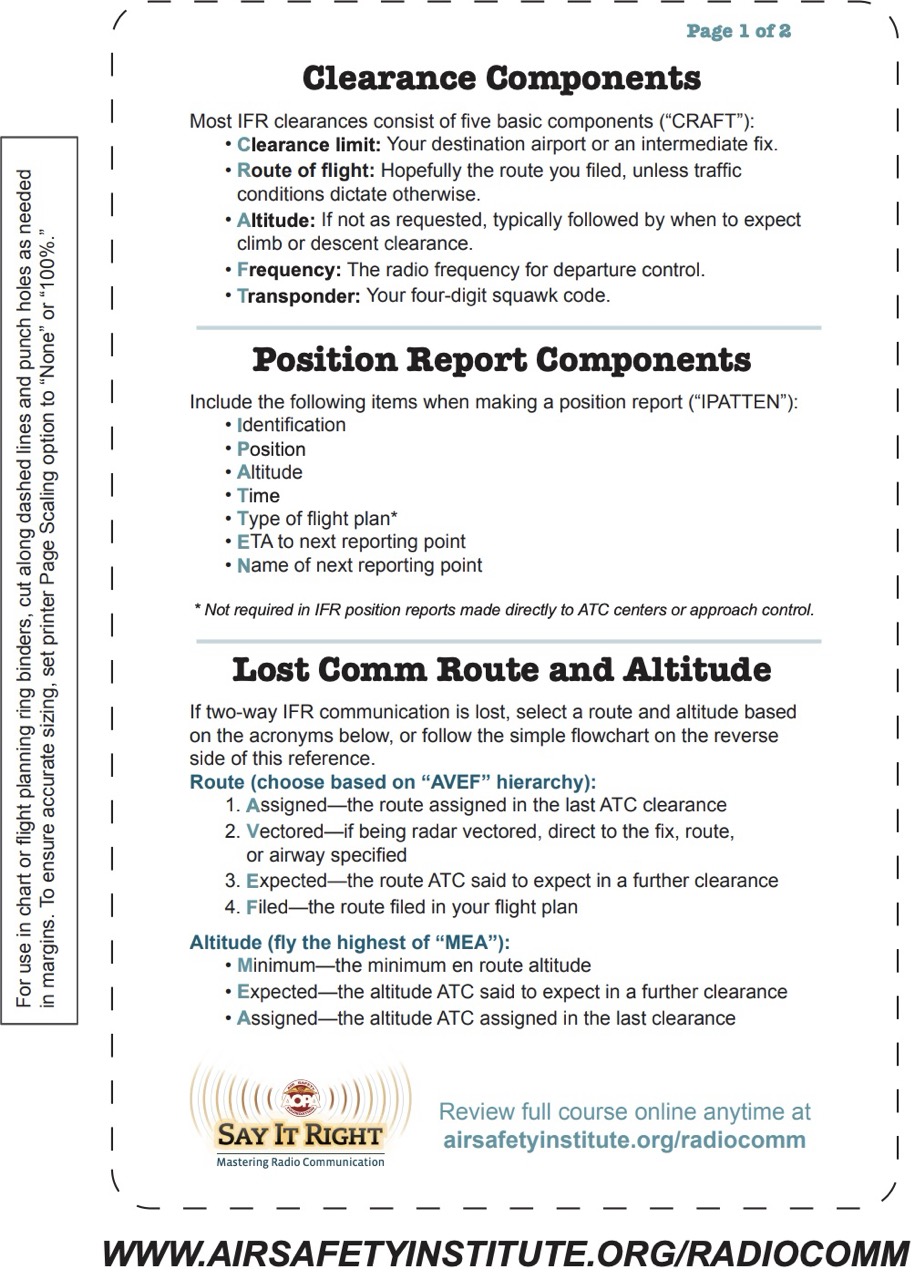 Page 1 of 2
Clearance Components
Most IFR clearances consist of five basic components (“CRAFT”):
• Clearance limit: Your destination airport or an intermediate fix.
• Route of flight: Hopefully the route you filed, unless traffic
conditions dictate otherwise.
• Altitude: If not as requested, typically followed by when to expect
climb or descent clearance.
• Frequency: The radio frequency for departure control.
• Transponder: Your four-digit squawk code.
Position Report Components
Include the following items when making a position report (“IPATTEN”):
• Identification
• Position
• Altitude
• Time
• Type of flight plan*
• ETA to next reporting point
• Name of next reporting point
* Not required in IFR position reports made directly to ATC centers or approach control.
Lost Comm Route and Altitude
If two-way IFR communication is lost, select a route and altitude based
on the acronyms below, or follow the simple flowchart on the reverse
side of this reference.
Route (choose based on “AVEF” hierarchy):
1. Assigned—the route assigned in the last ATC clearance
2. Vectored—if being radar vectored, direct to the fix, route,
or airway specified
3. Expected—the route ATC said to expect in a further clearance
4. Filed—the route filed in your flight plan
Altitude (fly the highest of “MEA”):
• Minimum—the minimum en route altitude
• Expected—the altitude ATC said to expect in a further clearance
• Assigned—the altitude ATC assigned in the last clearance
AIR SAFETY
AOPA
SAY IT RIGHT
Mastering Radio Communication
Review full course online anytime at
airsafetyinstitute.org/radiocomm
WWW.AIRSAFETYINSTITUTE.ORG/RADIOCOMM
For use in chart or flight planning ring binders, cut along dashed lines and punch holes as needed
in margins. To ensure accurate sizing, set printer Page Scaling option to “None” or “100%.”